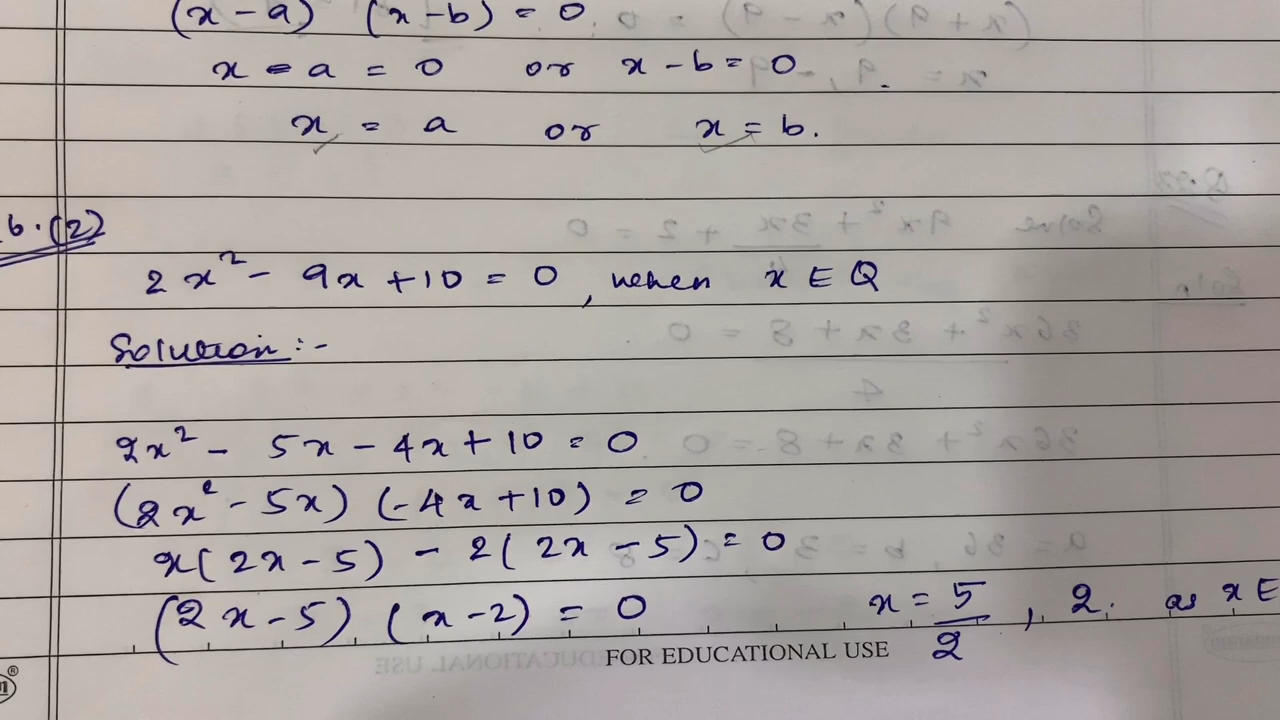 (x - a) (x - b) = 0
x - a = 0 or x - b = 0
x = a or x = b.
6. (2)
2x² - 9x + 10 = 0, when x ∈ Q
Solution :-
2x² - 5x - 4x + 10 = 0
(2x² - 5x) (-4x + 10) = 0
x(2x - 5) - 2(2x - 5) = 0
(2x - 5) (x - 2) = 0 x = 5/2, 2. as x ∈
FOR EDUCATIONAL USE